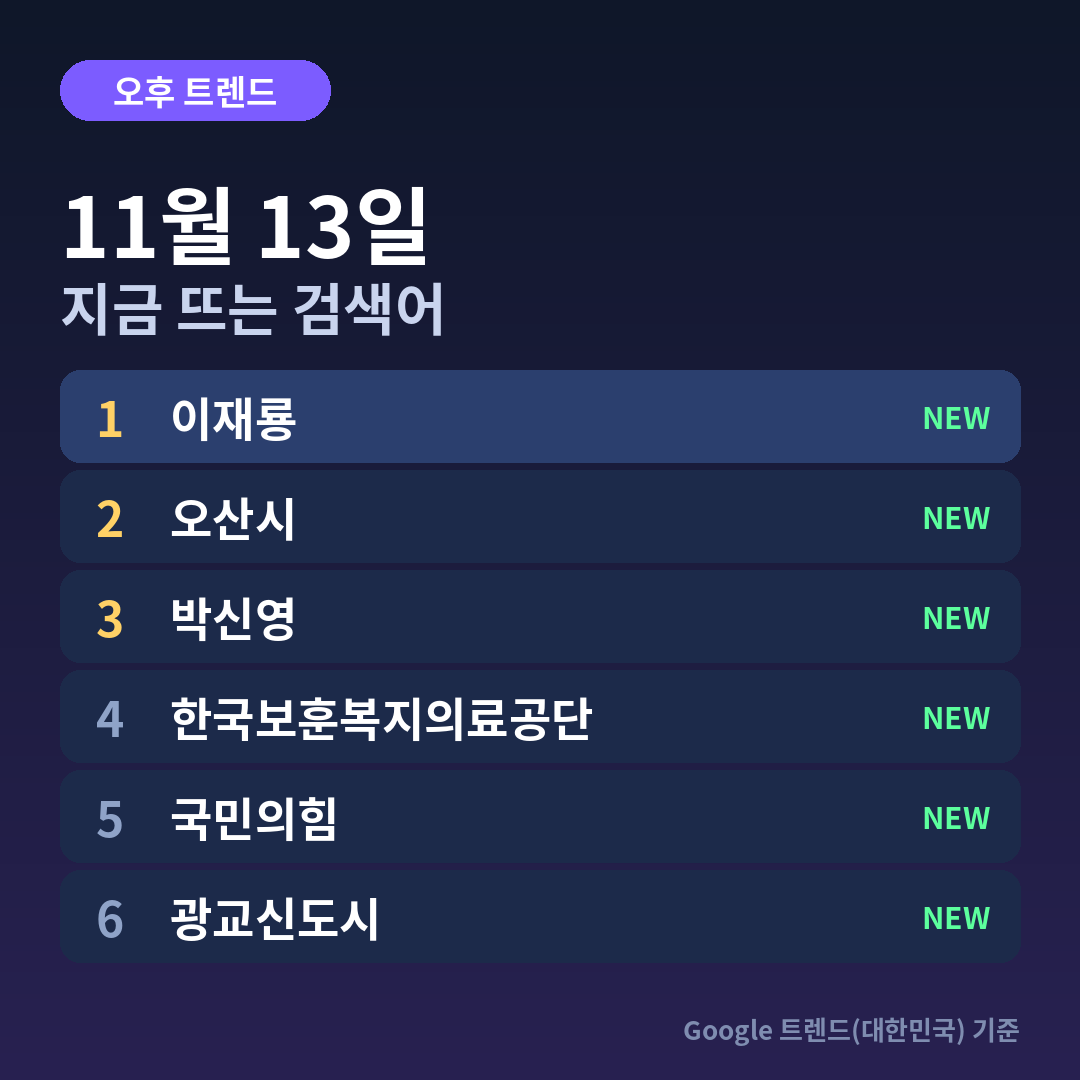 오후 트렌드
11월 13일
지금 뜨는 검색어
1 이재룡 NEW
2 오산시 NEW
3 박신영 NEW
4 한국보훈복지의료공단 NEW
5 국민의힘 NEW
6 광교신도시 NEW
Google 트렌드(대한민국) 기준